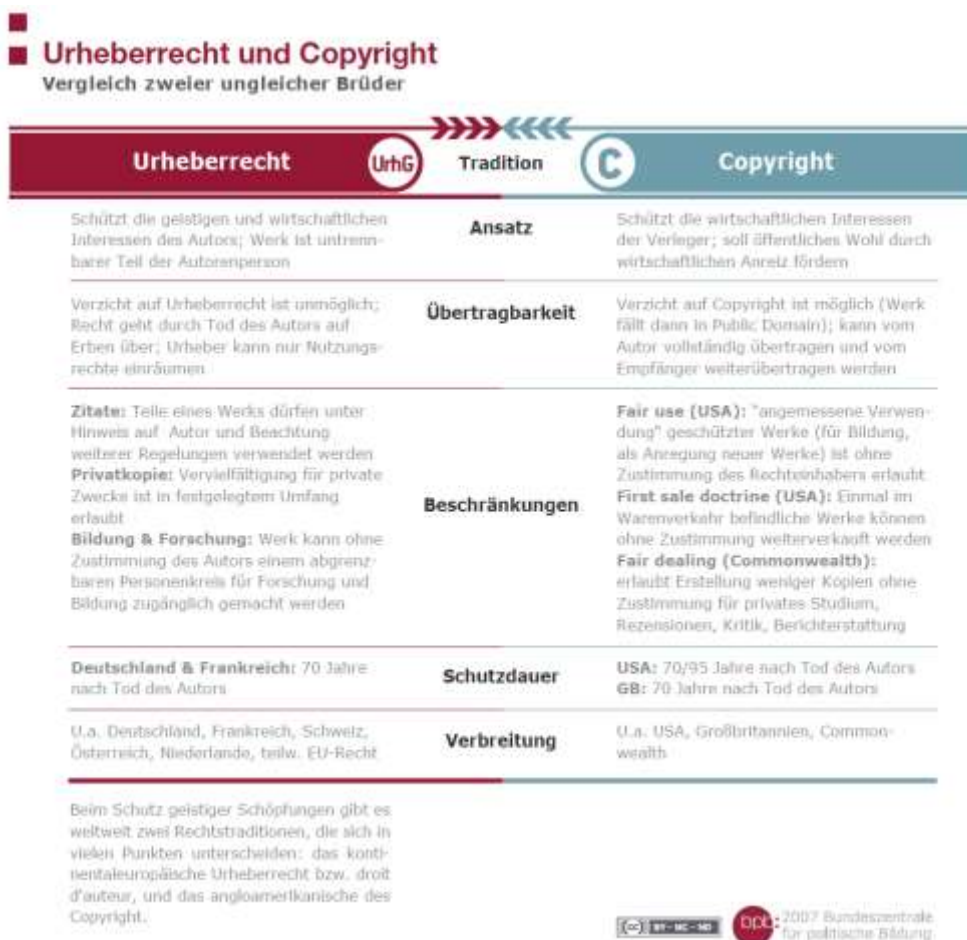 Urheberrecht und Copyright
Vergleich zweier ungleicher Brüder
Urheberrecht
UrhG
Tradition
C
Copyright
Schützt die geistigen und wirtschaftlichen
Interessen des Autors; Werk ist untrenn-
barer Teil der Autorenperson
Ansatz
Schützt die wirtschaftlichen Interessen
der Verleger; soll öffentliches Wohl durch
wirtschaftlichen Anreiz fördern
Verzicht auf Urheberrecht ist unmöglich;
Recht geht durch Tod des Autors auf
Erben über; Urheber kann nur Nutzungs-
rechte einräumen
Übertragbarkeit
Verzicht auf Copyright ist möglich (Werk
fällt dann in Public Domain); kann vom
Autor vollständig übertragen und vom
Empfänger weiterübertragen werden
Zitate: Teile eines Werks dürfen unter
Hinweis auf Autor und Beachtung
weiterer Regelungen verwendet werden
Privatkopie: Vervielfältigung für private
Zwecke ist in festgelegtem Umfang
erlaubt
Bildung & Forschung: Werk kann ohne
Zustimmung des Autors einem abgrenz-
baren Personenkreis für Forschung und
Bildung zugänglich gemacht werden
Beschränkungen
Fair use (USA): "angemessene Verwen-
dung" geschützter Werke (für Bildung,
als Anregung neuer Werke) ist ohne
Zustimmung des Rechteinhabers erlaubt
First sale doctrine (USA): Einmal im
Warenverkehr befindliche Werke können
ohne Zustimmung weiterverkauft werden
Fair dealing (Commonwealth):
erlaubt Erstellung weniger Kopien ohne
Zustimmung für privates Studium,
Rezensionen, Kritik, Berichterstattung
Deutschland & Frankreich: 70 Jahre
nach Tod des Autors
Schutzdauer
USA: 70/95 Jahre nach Tod des Autors
GB: 70 Jahre nach Tod des Autors
U.a. Deutschland, Frankreich, Schweiz,
Österreich, Niederlande, teilw. EU-Recht
Verbreitung
U.a. USA, Großbritannien, Common-
wealth
Beim Schutz geistiger Schöpfungen gibt es
weltweit zwei Rechtstraditionen, die sich in
vielen Punkten unterscheiden: das konti-
nentaleuropäische Urheberrecht bzw. droit
d'auteur, und das angloamerikanische des
Copyright.
(cc) BY-NC-ND
bpb: 2007 Bundeszentrale
für politische Bildung